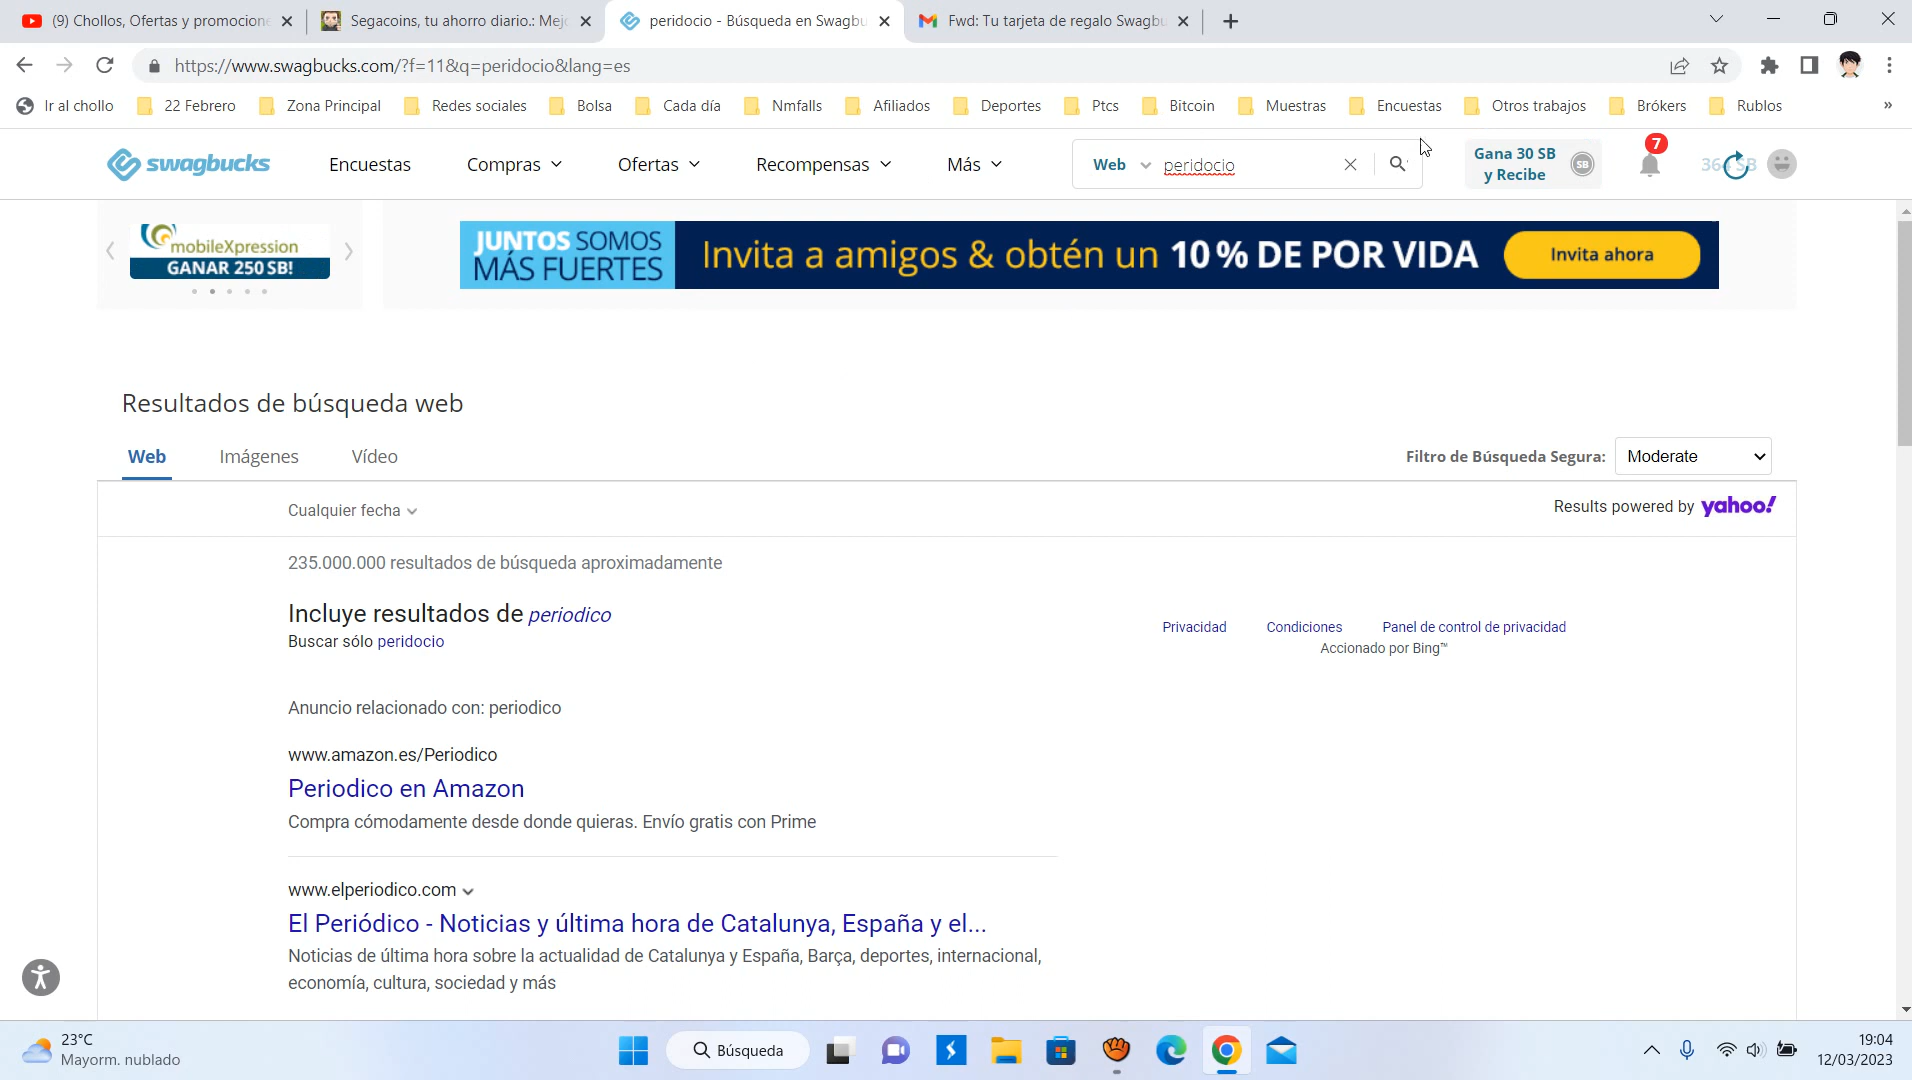 (9) Chollos, Ofertas y promocione
Segacoins, tu ahorro diario.: Mejo
peridocio - Búsqueda en Swagbu
Fwd: Tu tarjeta de regalo Swagbu
https://www.swagbucks.com/?f=11&q=peridocio&lang=es
Ir al chollo
22 Febrero
Zona Principal
Redes sociales
Bolsa
Cada día
Nmfalls
Afiliados
Deportes
Ptcs
Bitcoin
Muestras
Encuestas
Otros trabajos
Brókers
Rublos
»
swagbucks
Encuestas
Compras
Ofertas
Recompensas
Más
Web
peridocio
Gana 30 SB
y Recibe
SB
7
364 SB
mobileXpression
GANAR 250 SB!
JUNTOS SOMOS
MÁS FUERTES
Invita a amigos & obtén un 10 % DE POR VIDA
Invita ahora
Resultados de búsqueda web
Web
Imágenes
Vídeo
Filtro de Búsqueda Segura:
Moderate
Cualquier fecha
Results powered by yahoo!
235.000.000 resultados de búsqueda aproximadamente
Incluye resultados de periodico
Buscar sólo peridocio
Privacidad
Condiciones
Panel de control de privacidad
Accionado por Bing™
Anuncio relacionado con: periodico
www.amazon.es/Periodico
Periodico en Amazon
Compra cómodamente desde donde quieras. Envío gratis con Prime
www.elperiodico.com
El Periódico - Noticias y última hora de Catalunya, España y el...
Noticias de última hora sobre la actualidad de Catalunya y España, Barça, deportes, internacional,
economía, cultura, sociedad y más
23°C
Mayorm. nublado
Búsqueda
19:04
12/03/2023